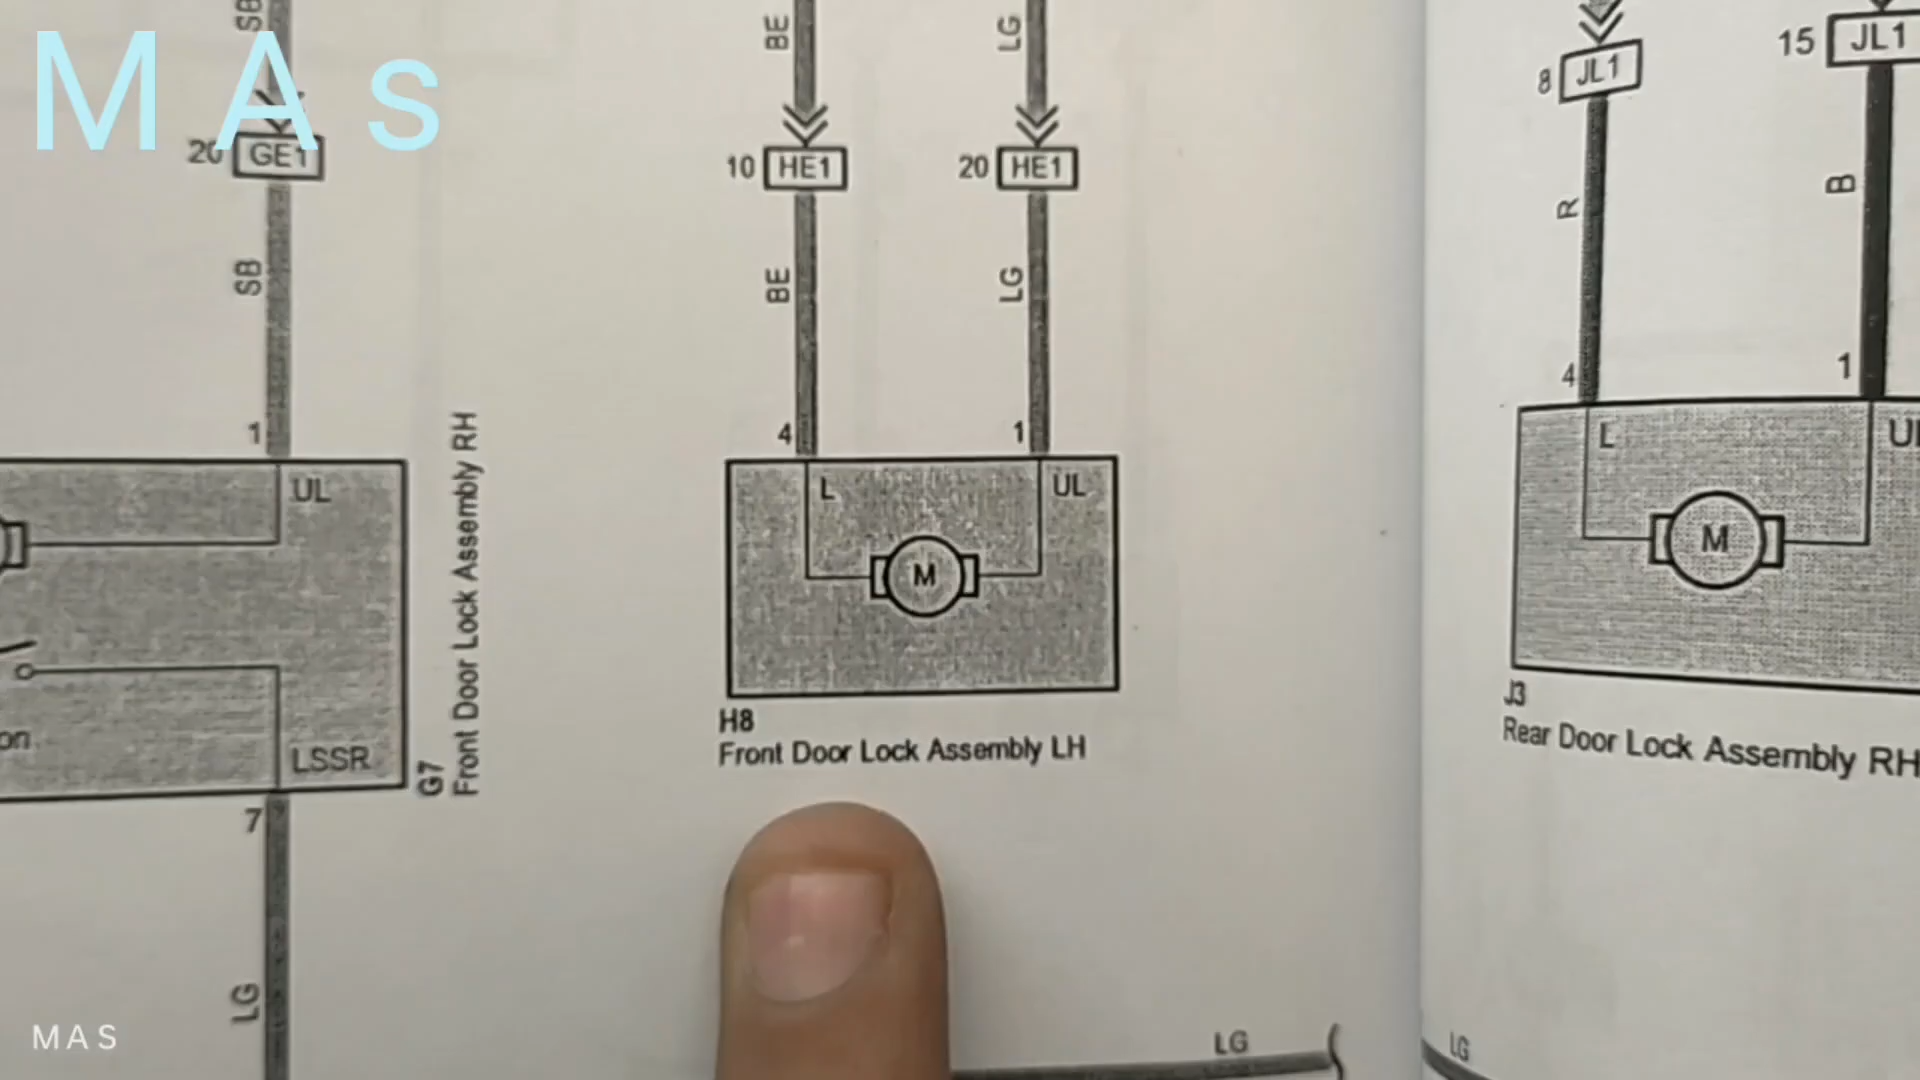 M A s
SB
BE
LG
15 JL1
8 JL1
20 GE1
10 HE1
20 HE1
SB
BE
LG
R
B
1
4
1
4
1
UL
L
UL
L
M
M
LSSR
G7
Front Door Lock Assembly RH
H8
Front Door Lock Assembly LH
J3
Rear Door Lock Assembly RH
7
LG
LG
LG
MAS